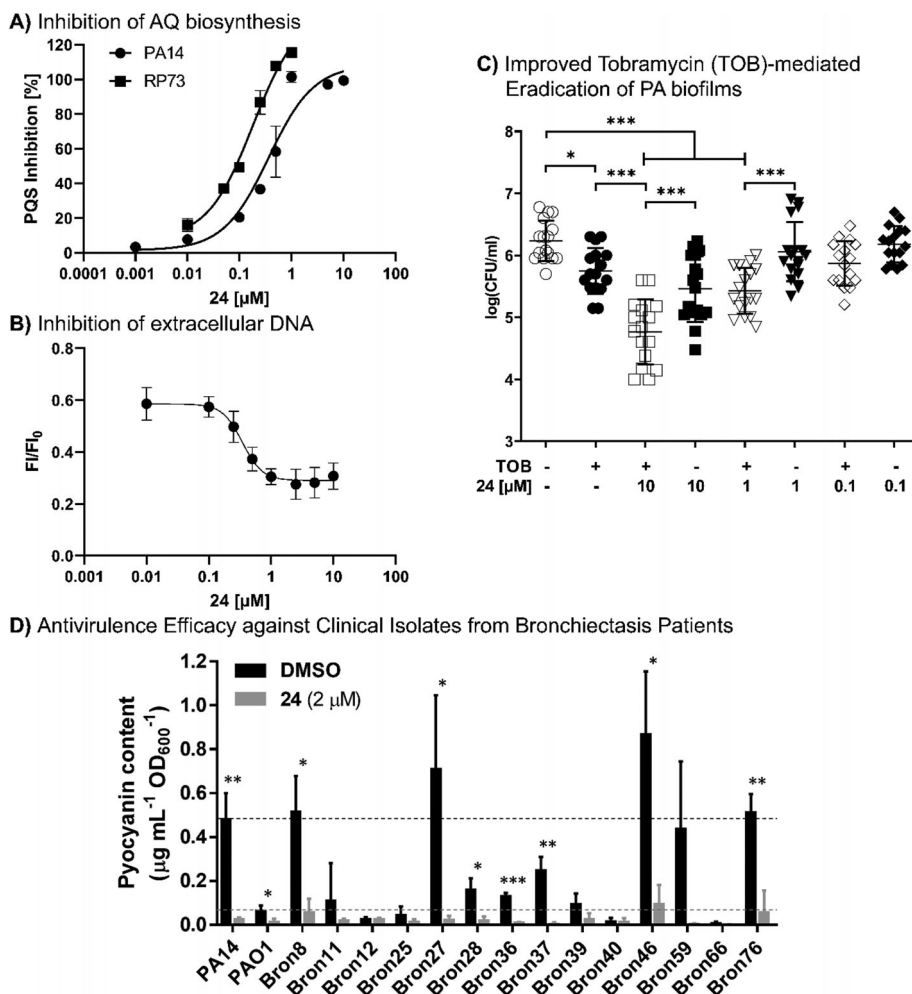 A) Inhibition of AQ biosynthesis
PA14
RP73
PQS Inhibition [%]
120
100
80
60
40
20
0
0.0001 0.001 0.01 0.1 1 10 100
24 [µM]
B) Inhibition of extracellular DNA
FI/FI0
0.8
0.6
0.4
0.2
0.0
0.001 0.01 0.1 1 10 100
24 [µM]
C) Improved Tobramycin (TOB)-mediated
Eradication of PA biofilms
***
* *** *** ***
log(CFU/ml)
8
7
6
5
4
3
TOB - + + - + - + -
24 [µM] - - 10 10 1 1 0.1 0.1
D) Antivirulence Efficacy against Clinical Isolates from Bronchiectasis Patients
DMSO
24 (2 µM)
Pyocyanin content
(µg mL-1 OD600-1)
1.2
1.0
0.8
0.6
0.4
0.2
0.0
** * * * * *** ** * **
PA14 PAO1 Bron8 Bron11 Bron12 Bron25 Bron27 Bron28 Bron36 Bron37 Bron39 Bron40 Bron46 Bron59 Bron66 Bron76